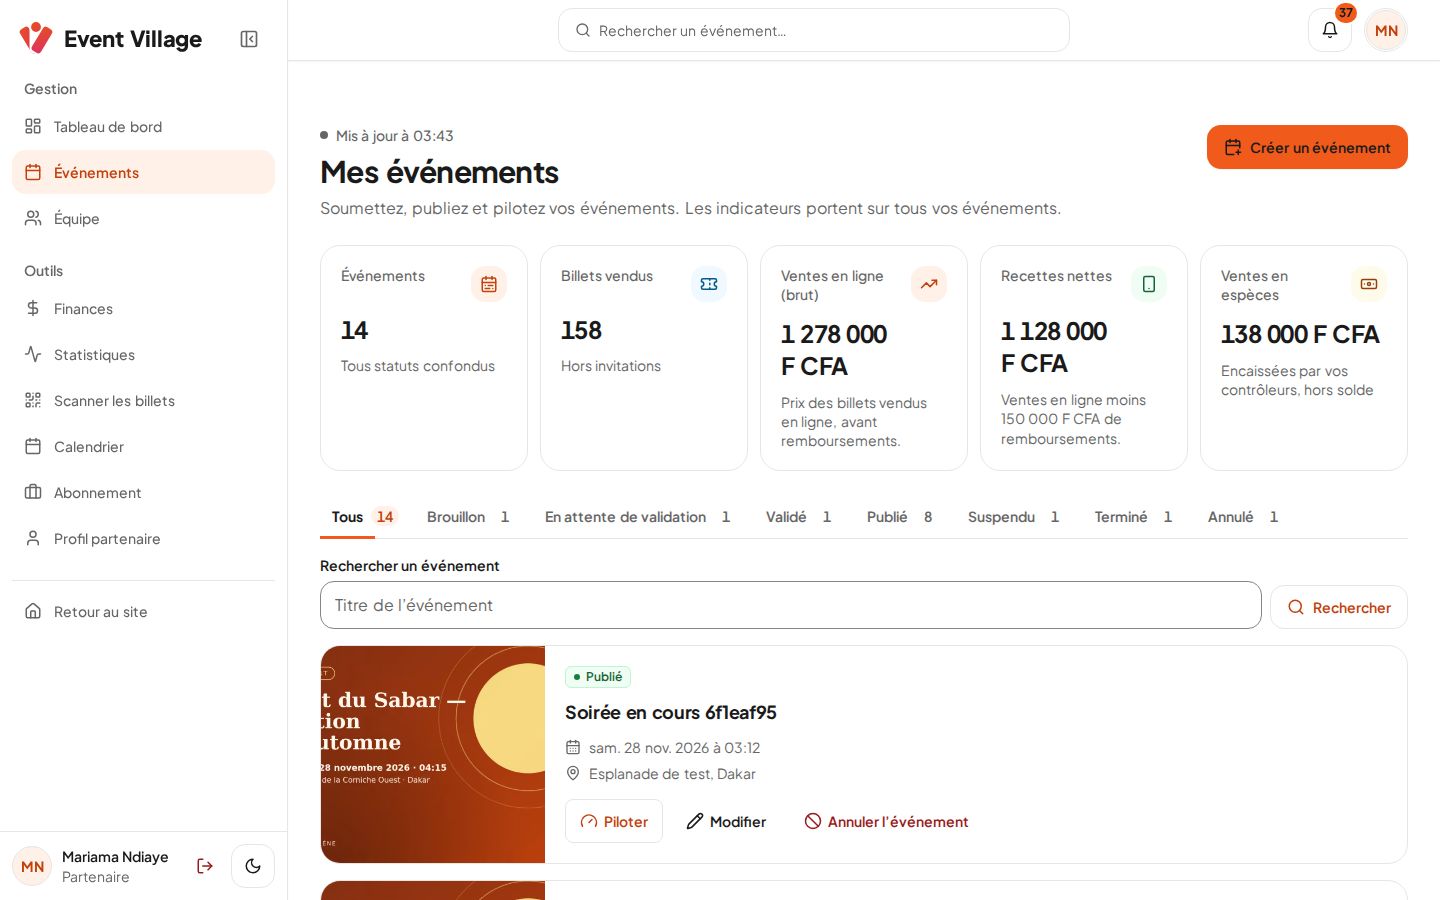 Event Village
Gestion
Tableau de bord
Événements
Équipe
Outils
Finances
Statistiques
Scanner les billets
Calendrier
Abonnement
Profil partenaire
Retour au site
MN
Mariama Ndiaye
Partenaire
Rechercher un événement…
37
MN
Mis à jour à 03:43
Mes événements
Soumettez, publiez et pilotez vos événements. Les indicateurs portent sur tous vos événements.
Créer un événement
Événements
14
Tous statuts confondus
Billets vendus
158
Hors invitations
Ventes en ligne
(brut)
1 278 000
F CFA
Prix des billets vendus
en ligne, avant
remboursements.
Recettes nettes
1 128 000
F CFA
Ventes en ligne moins
150 000 F CFA de
remboursements.
Ventes en
espèces
138 000 F CFA
Encaissées par vos
contrôleurs, hors solde
Tous 14 Brouillon 1 En attente de validation 1 Validé 1 Publié 8 Suspendu 1 Terminé 1 Annulé 1
Rechercher un événement
Titre de l’événement
Rechercher
t du Sabar —
tion
utomne
28 novembre 2026 · 04:15
de la Corniche Ouest · Dakar
ÈNE
Publié
Soirée en cours 6f1eaf95
sam. 28 nov. 2026 à 03:12
Esplanade de test, Dakar
Piloter
Modifier
Annuler l’événement